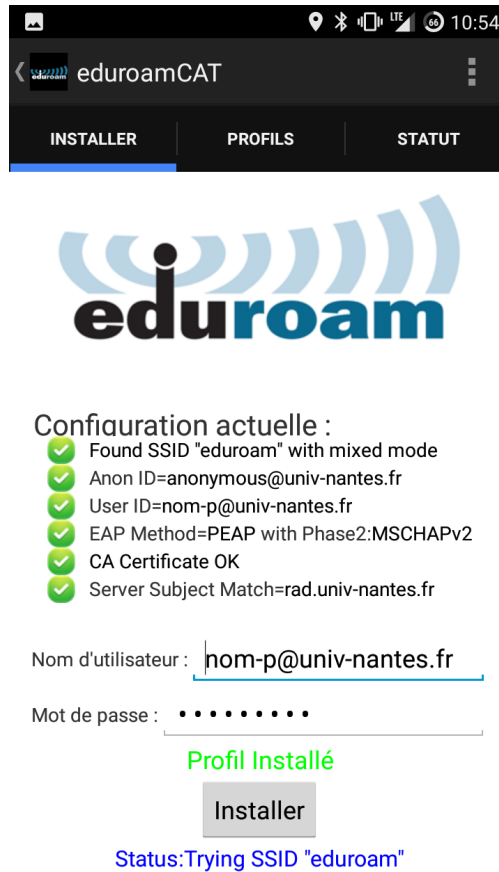 LTE 66 10:54
eduroam eduroamCAT
INSTALLER PROFILS STATUT
eduroam
Configuration actuelle :
Found SSID "eduroam" with mixed mode
Anon ID=anonymous@univ-nantes.fr
User ID=nom-p@univ-nantes.fr
EAP Method=PEAP with Phase2:MSCHAPv2
CA Certificate OK
Server Subject Match=rad.univ-nantes.fr
Nom d'utilisateur : nom-p@univ-nantes.fr
Mot de passe : •••••••••
Profil Installé
Installer
Status:Trying SSID "eduroam"